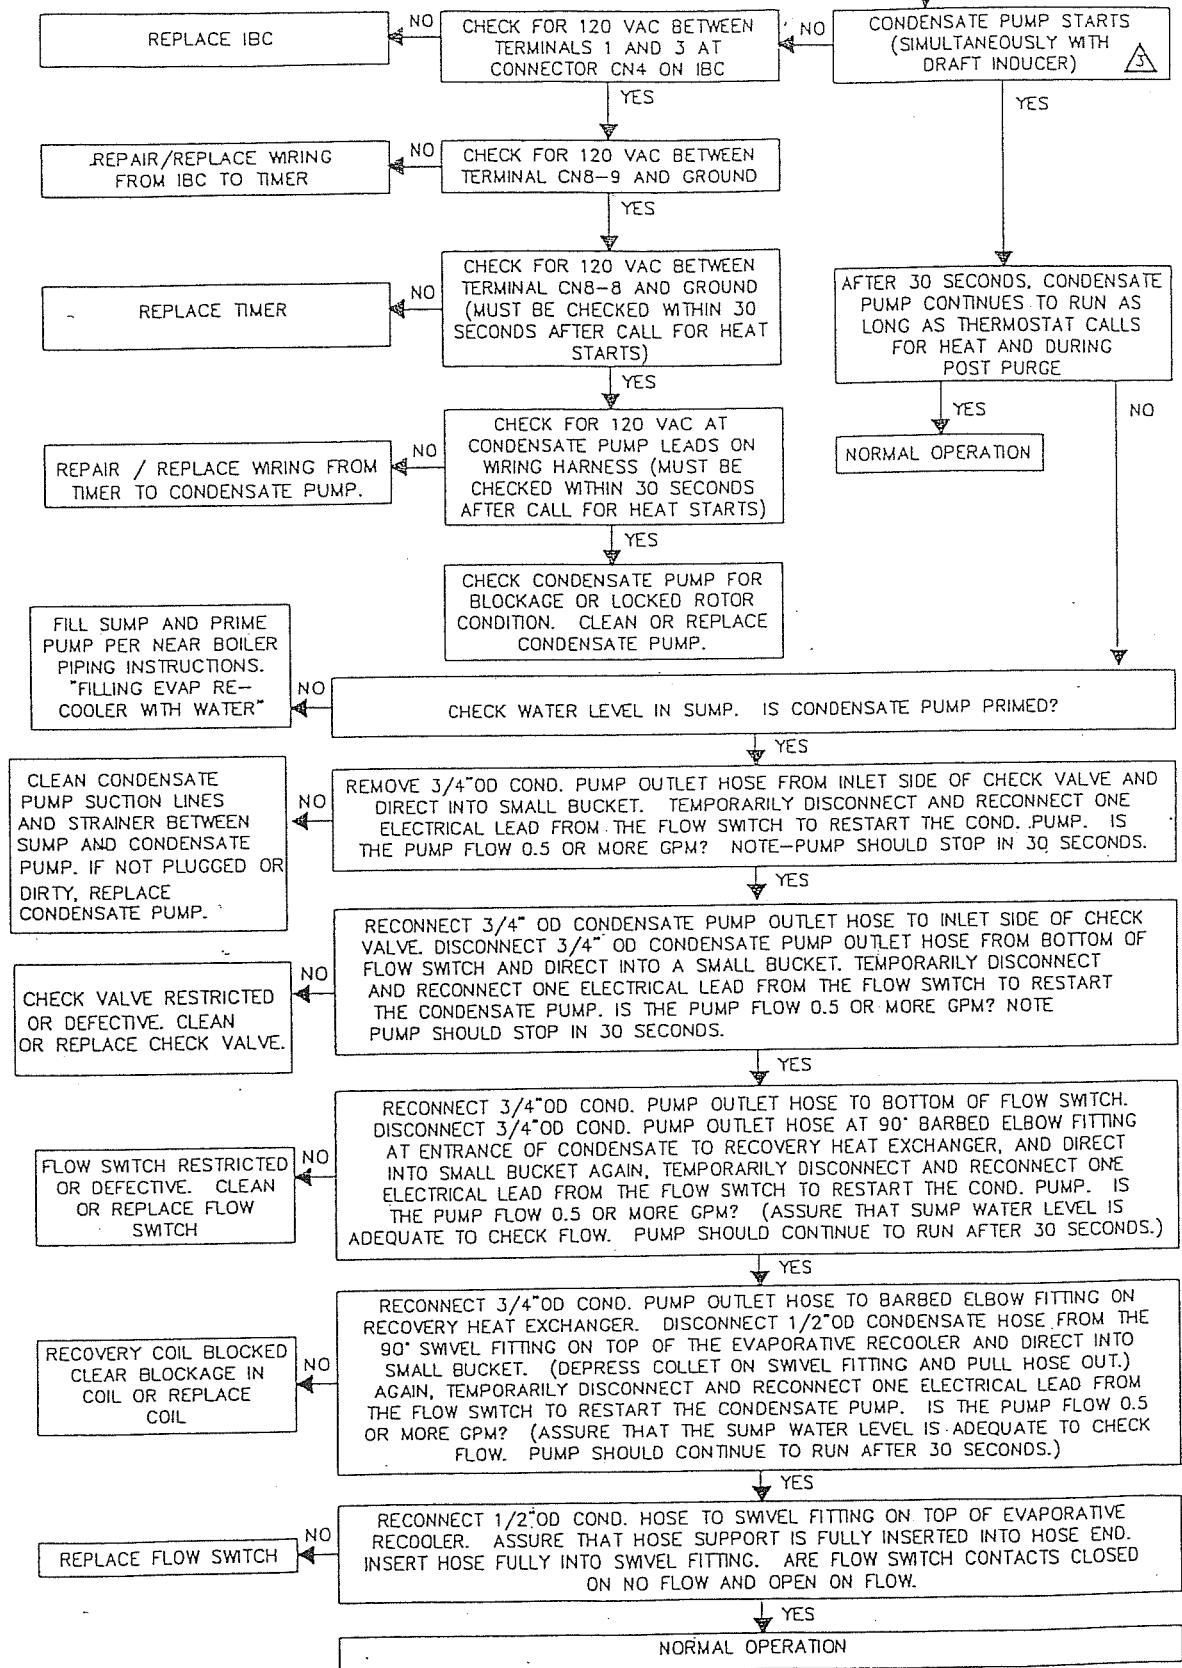 CONDENSATE PUMP STARTS
(SIMULTANEOUSLY WITH
DRAFT INDUCER)
3
NO
CHECK FOR 120 VAC BETWEEN
TERMINALS 1 AND 3 AT
CONNECTOR CN4 ON IBC
NO
REPLACE IBC
YES
YES
CHECK FOR 120 VAC BETWEEN
TERMINAL CN8-9 AND GROUND
NO
REPAIR/REPLACE WIRING
FROM IBC TO TIMER
YES
CHECK FOR 120 VAC BETWEEN
TERMINAL CN8-8 AND GROUND
(MUST BE CHECKED WITHIN 30
SECONDS AFTER CALL FOR HEAT
STARTS)
NO
REPLACE TIMER
YES
AFTER 30 SECONDS, CONDENSATE
PUMP CONTINUES TO RUN AS
LONG AS THERMOSTAT CALLS
FOR HEAT AND DURING
POST PURGE
YES
NO
NORMAL OPERATION
CHECK FOR 120 VAC AT
CONDENSATE PUMP LEADS ON
WIRING HARNESS (MUST BE
CHECKED WITHIN 30 SECONDS
AFTER CALL FOR HEAT STARTS)
NO
REPAIR / REPLACE WIRING FROM
TIMER TO CONDENSATE PUMP.
YES
CHECK CONDENSATE PUMP FOR
BLOCKAGE OR LOCKED ROTOR
CONDITION. CLEAN OR REPLACE
CONDENSATE PUMP.
FILL SUMP AND PRIME
PUMP PER NEAR BOILER
PIPING INSTRUCTIONS.
"FILLING EVAP RE-
COOLER WITH WATER"
NO
CHECK WATER LEVEL IN SUMP. IS CONDENSATE PUMP PRIMED?
YES
CLEAN CONDENSATE
PUMP SUCTION LINES
AND STRAINER BETWEEN
SUMP AND CONDENSATE
PUMP. IF NOT PLUGGED OR
DIRTY, REPLACE
CONDENSATE PUMP.
NO
REMOVE 3/4"OD COND. PUMP OUTLET HOSE FROM INLET SIDE OF CHECK VALVE AND
DIRECT INTO SMALL BUCKET. TEMPORARILY DISCONNECT AND RECONNECT ONE
ELECTRICAL LEAD FROM THE FLOW SWITCH TO RESTART THE COND. PUMP. IS
THE PUMP FLOW 0.5 OR MORE GPM? NOTE-PUMP SHOULD STOP IN 30 SECONDS.
YES
RECONNECT 3/4" OD CONDENSATE PUMP OUTLET HOSE TO INLET SIDE OF CHECK
VALVE. DISCONNECT 3/4" OD CONDENSATE PUMP OUTLET HOSE FROM BOTTOM OF
FLOW SWITCH AND DIRECT INTO A SMALL BUCKET. TEMPORARILY DISCONNECT
AND RECONNECT ONE ELECTRICAL LEAD FROM THE FLOW SWITCH TO RESTART
THE CONDENSATE PUMP. IS THE PUMP FLOW 0.5 OR MORE GPM? NOTE
PUMP SHOULD STOP IN 30 SECONDS.
NO
CHECK VALVE RESTRICTED
OR DEFECTIVE. CLEAN
OR REPLACE CHECK VALVE.
YES
RECONNECT 3/4"OD COND. PUMP OUTLET HOSE TO BOTTOM OF FLOW SWITCH.
DISCONNECT 3/4"OD COND. PUMP OUTLET HOSE AT 90° BARBED ELBOW FITTING
AT ENTRANCE OF CONDENSATE TO RECOVERY HEAT EXCHANGER, AND DIRECT
INTO SMALL BUCKET AGAIN, TEMPORARILY DISCONNECT AND RECONNECT ONE
ELECTRICAL LEAD FROM THE FLOW SWITCH TO RESTART THE COND. PUMP. IS
THE PUMP FLOW 0.5 OR MORE GPM? (ASSURE THAT SUMP WATER LEVEL IS
ADEQUATE TO CHECK FLOW. PUMP SHOULD CONTINUE TO RUN AFTER 30 SECONDS.)
NO
FLOW SWITCH RESTRICTED
OR DEFECTIVE. CLEAN
OR REPLACE FLOW
SWITCH
YES
RECONNECT 3/4"OD COND. PUMP OUTLET HOSE TO BARBED ELBOW FITTING ON
RECOVERY HEAT EXCHANGER. DISCONNECT 1/2"OD CONDENSATE HOSE FROM THE
90° SWIVEL FITTING ON TOP OF THE EVAPORATIVE RECOOLER AND DIRECT INTO
SMALL BUCKET. (DEPRESS COLLET ON SWIVEL FITTING AND PULL HOSE OUT.)
AGAIN, TEMPORARILY DISCONNECT AND RECONNECT ONE ELECTRICAL LEAD FROM
THE FLOW SWITCH TO RESTART THE CONDENSATE PUMP. IS THE PUMP FLOW 0.5
OR MORE GPM? (ASSURE THAT THE SUMP WATER LEVEL IS ADEQUATE TO CHECK
FLOW. PUMP SHOULD CONTINUE TO RUN AFTER 30 SECONDS.)
NO
RECOVERY COIL BLOCKED
CLEAR BLOCKAGE IN
COIL OR REPLACE
COIL
YES
RECONNECT 1/2"OD COND. HOSE TO SWIVEL FITTING ON TOP OF EVAPORATIVE
RECOOLER. ASSURE THAT HOSE SUPPORT IS FULLY INSERTED INTO HOSE END.
INSERT HOSE FULLY INTO SWIVEL FITTING. ARE FLOW SWITCH CONTACTS CLOSED
ON NO FLOW AND OPEN ON FLOW.
NO
REPLACE FLOW SWITCH
YES
NORMAL OPERATION